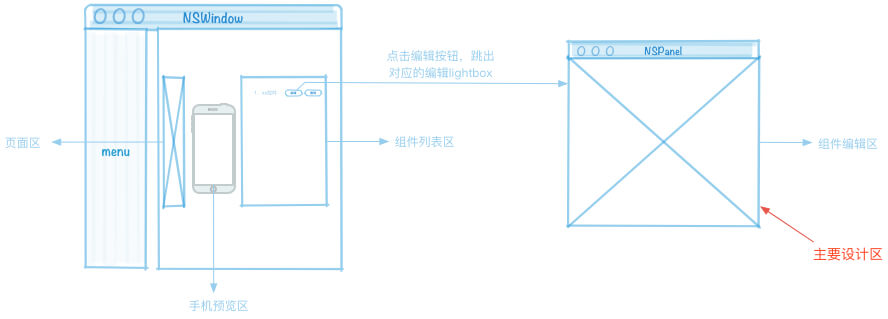 NSWindow
点击编辑按钮，跳出
对应的编辑lightbox
NSPanel
页面区
menu
组件列表区
组件编辑区
主要设计区
手机预览区